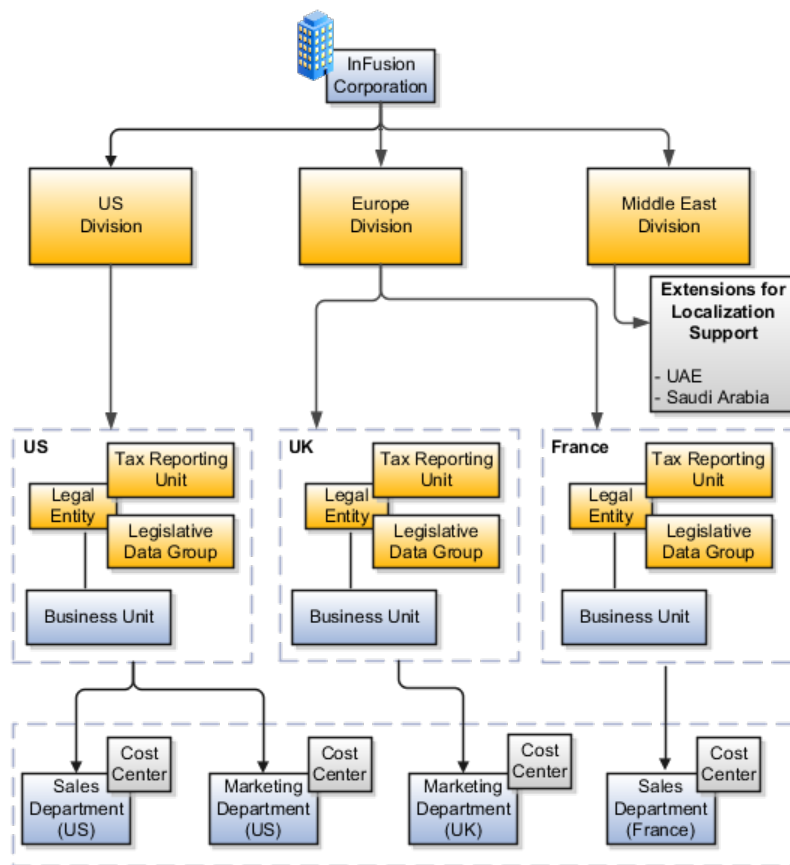 InFusion
Corporation
US
Division
Europe
Division
Middle East
Division
Extensions for
Localization
Support
- UAE
- Saudi Arabia
US
Tax Reporting
Unit
Legal
Entity
Legislative
Data Group
Business Unit
UK
Tax Reporting
Unit
Legal
Entity
Legislative
Data Group
Business Unit
France
Tax Reporting
Unit
Legal
Entity
Legislative
Data Group
Business Unit
Cost
Center
Sales
Department
(US)
Cost
Center
Marketing
Department
(US)
Cost
Center
Marketing
Department
(UK)
Cost
Center
Sales
Department
(France)